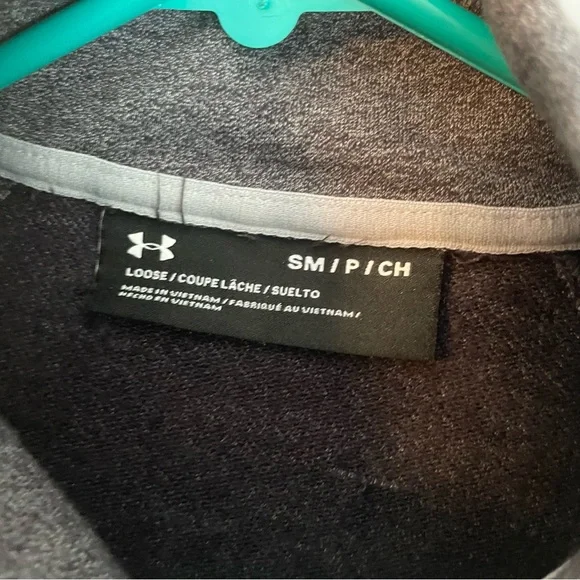 SM / P / CH
LOOSE / COUPE LÂCHE / SUELTO
MADE IN VIETNAM / FABRIQUÉ AU VIETNAM /
HECHO EN VIETNAM